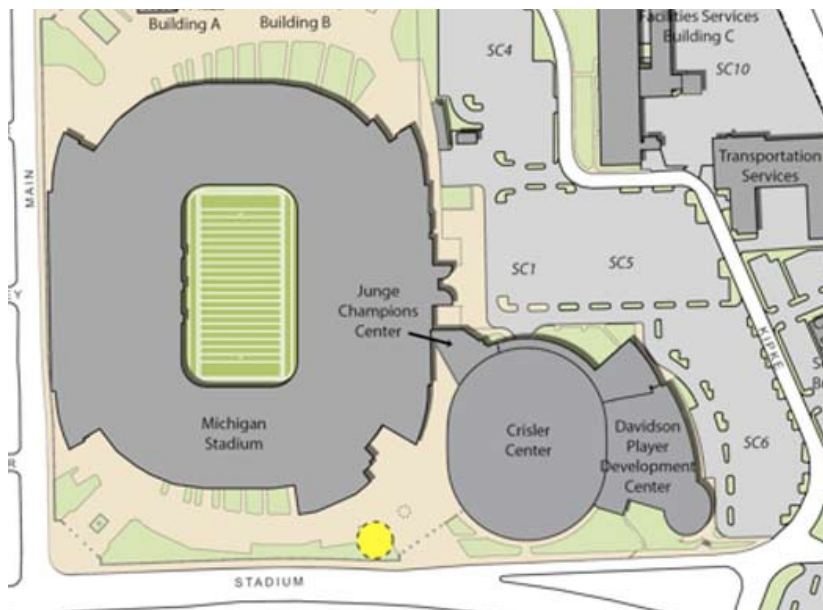 Building A
Building B
Facilities Services
Building C
SC4
SC10
Transportation
Services
MAIN
SC1
SC5
Junge
Champions
Center
KIPKE
Michigan
Stadium
Crisler
Center
Davidson
Player
Development
Center
SC6
STADIUM